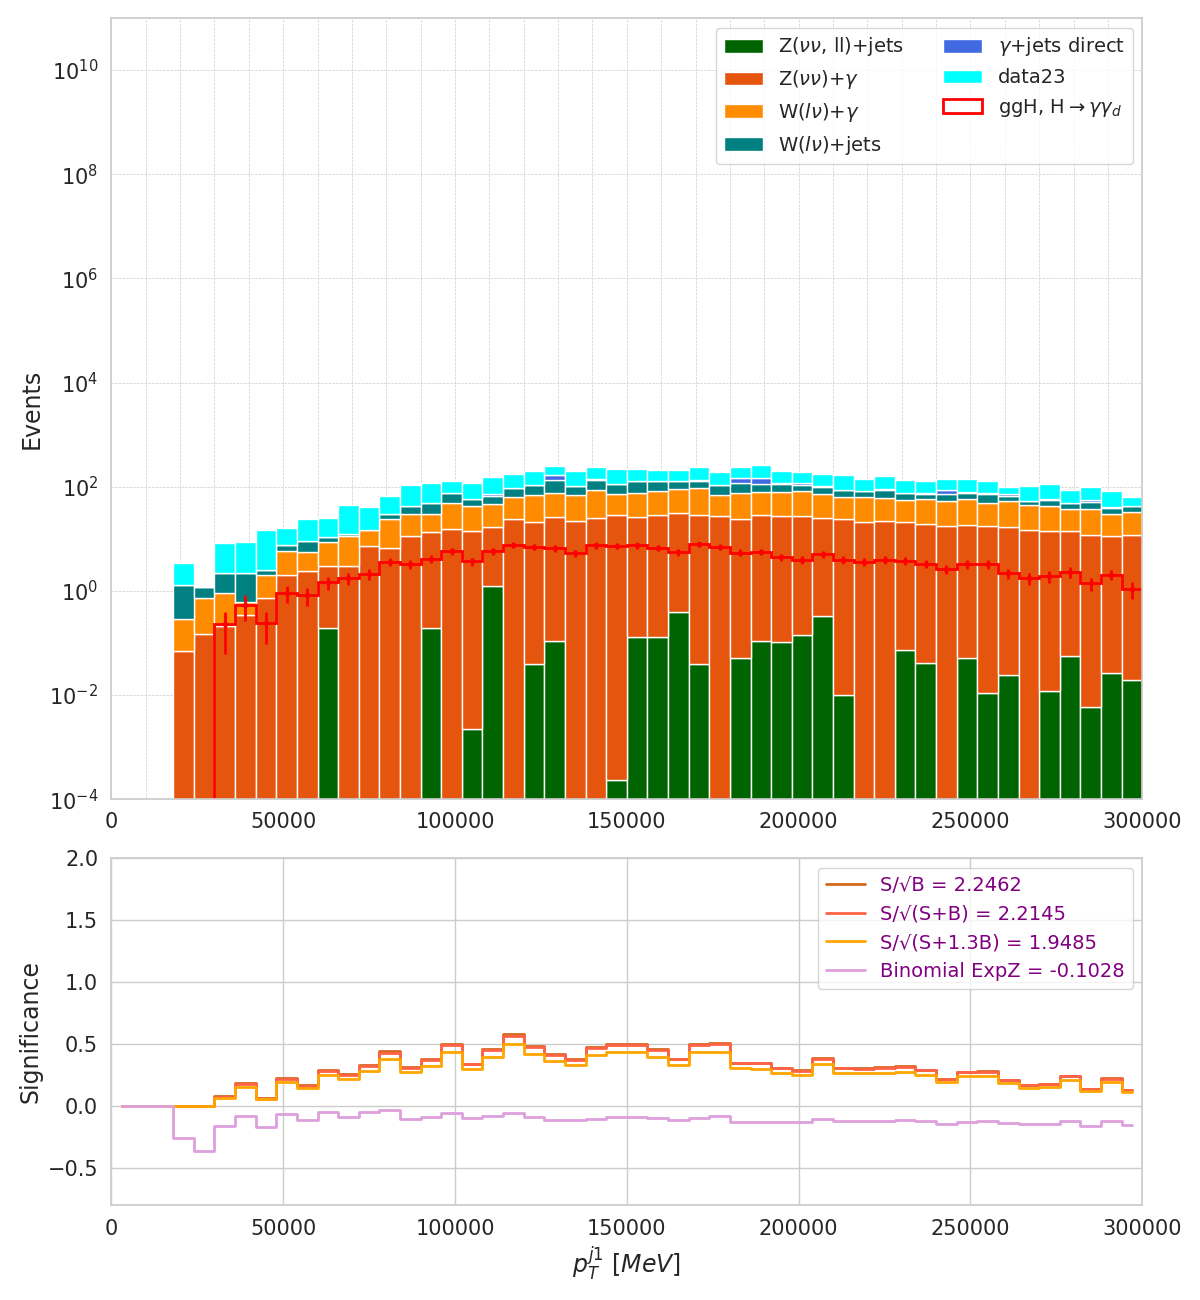 Z(νν, ll)+jets
Z(νν)+γ
W(lν)+γ
W(lν)+jets
γ+jets direct
data23
ggH, H→γγ_d
Events
10^10
10^8
10^6
10^4
10^2
10^0
10^−2
10^−4
0 50000 100000 150000 200000 250000 300000
S/√B = 2.2462
S/√(S+B) = 2.2145
S/√(S+1.3B) = 1.9485
Binomial ExpZ = -0.1028
Significance
2.0
1.5
1.0
0.5
0.0
−0.5
0 50000 100000 150000 200000 250000 300000
p_T^j1 [MeV]